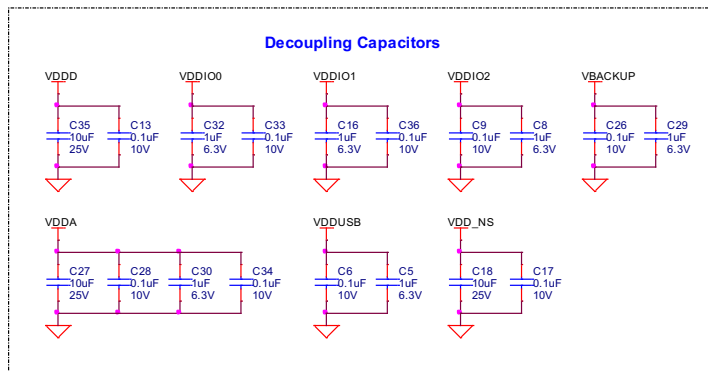 Decoupling Capacitors
VDDD
C35
10uF
25V
C13
0.1uF
10V
VDDIO0
C32
1uF
6.3V
C33
0.1uF
10V
VDDIO1
C16
1uF
6.3V
C36
0.1uF
10V
VDDIO2
C9
0.1uF
10V
C8
1uF
6.3V
VBACKUP
C26
0.1uF
10V
C29
1uF
6.3V
VDDA
C27
10uF
25V
C28
0.1uF
10V
C30
1uF
6.3V
C34
0.1uF
10V
VDDUSB
C6
0.1uF
10V
C5
1uF
6.3V
VDD_NS
C18
10uF
25V
C17
0.1uF
10V